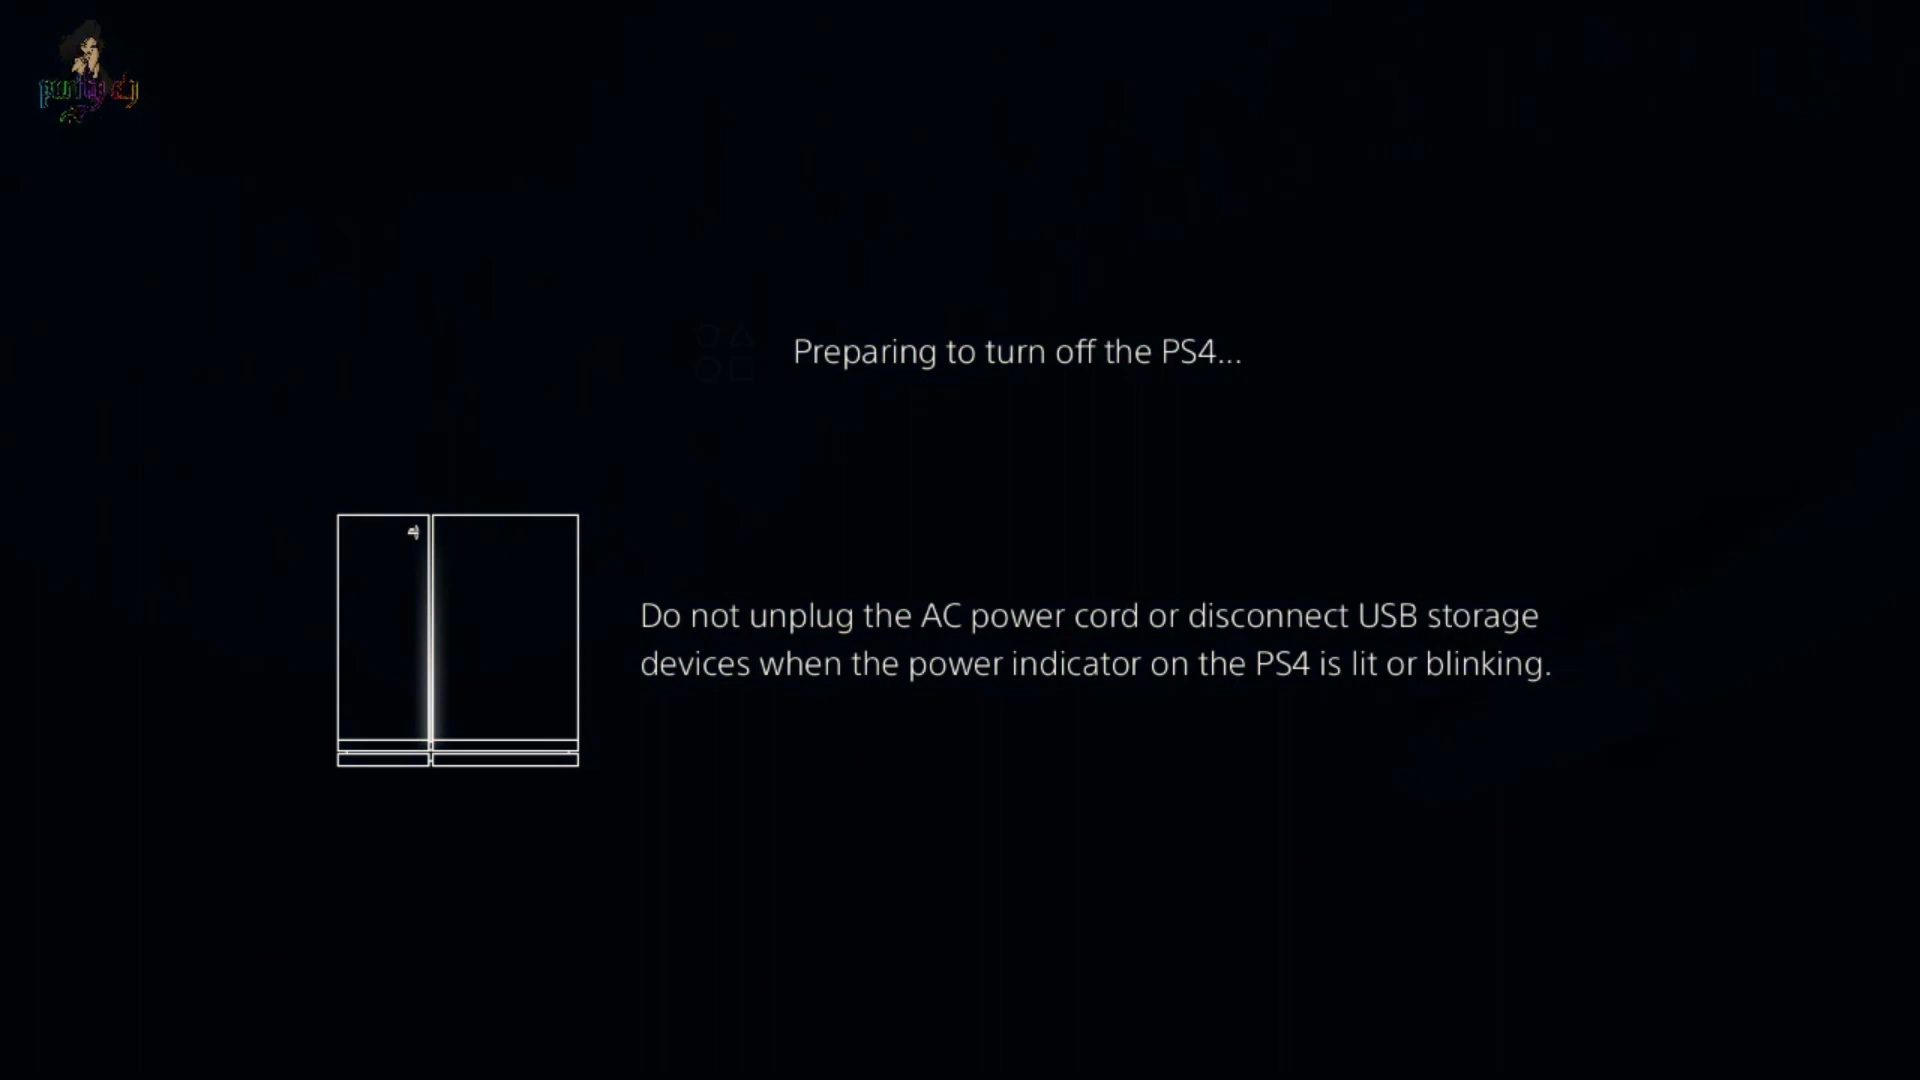 Preparing to turn off the PS4...
Do not unplug the AC power cord or disconnect USB storage
devices when the power indicator on the PS4 is lit or blinking.